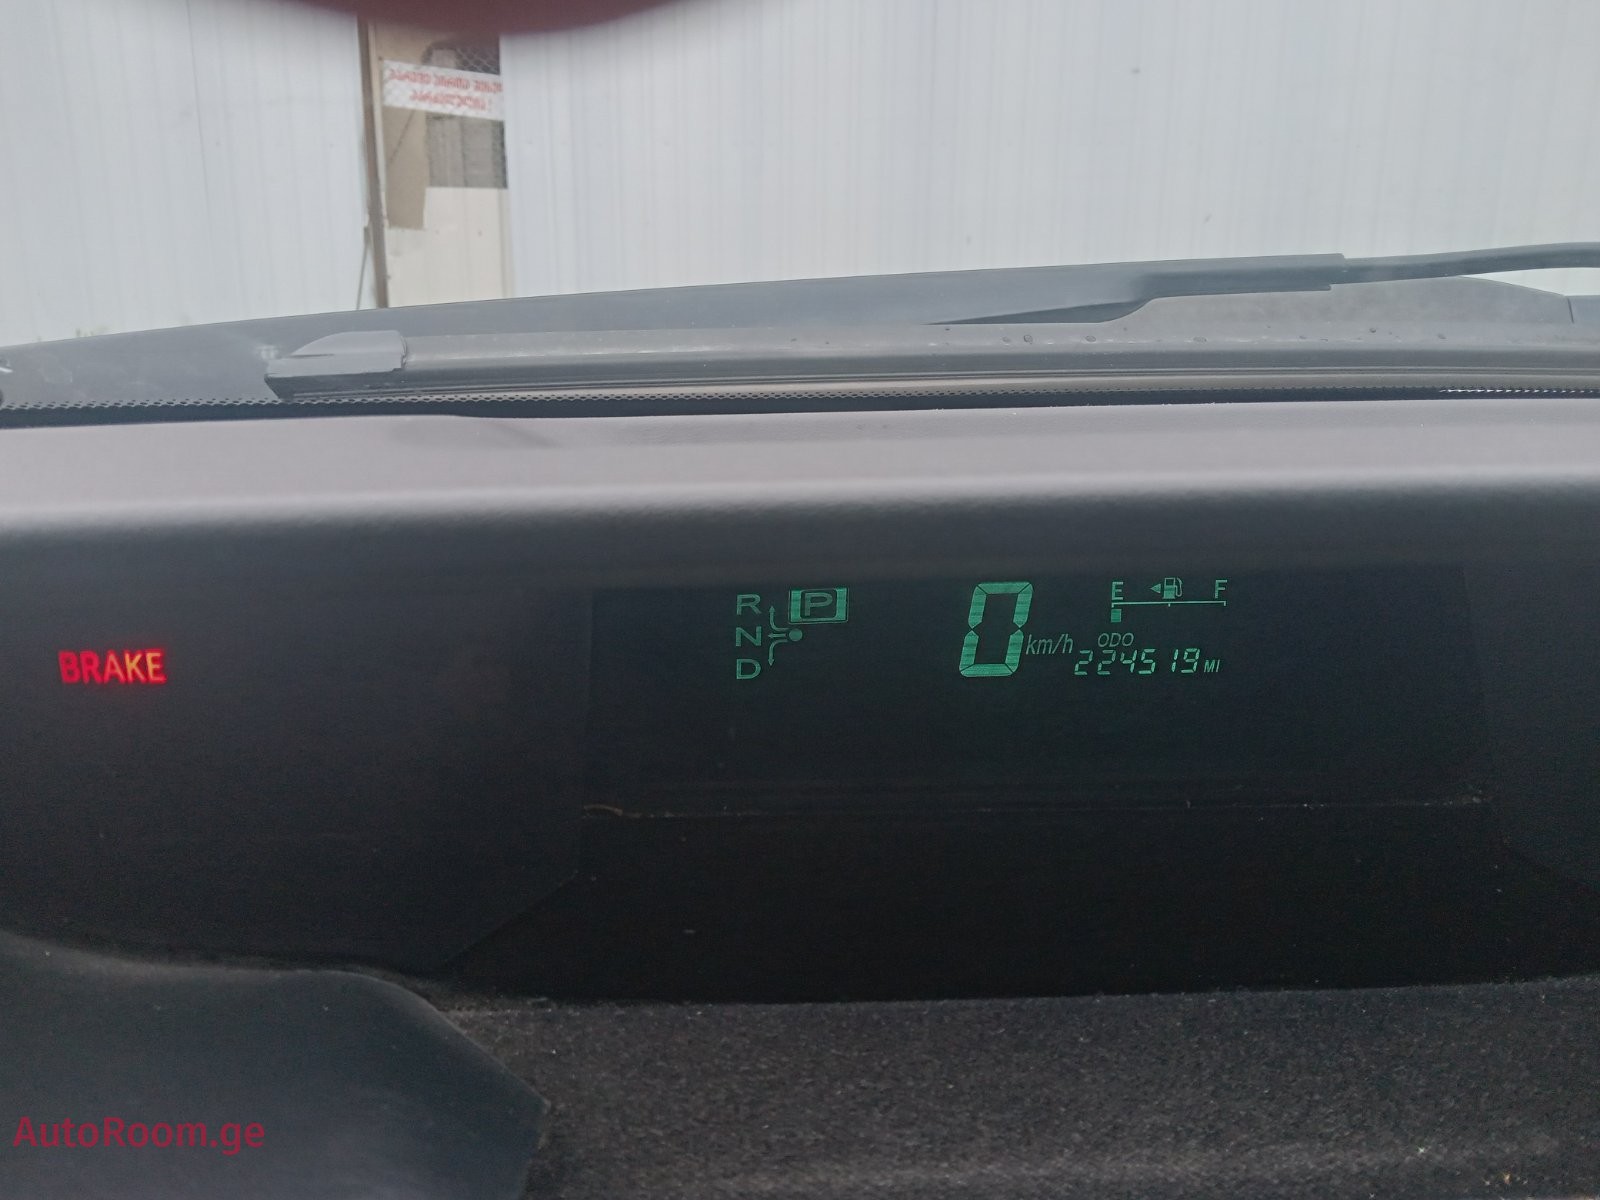 BRAKE
R
P
N
D
0 km/h
E F
ODO
224519 MI
AutoRoom.ge